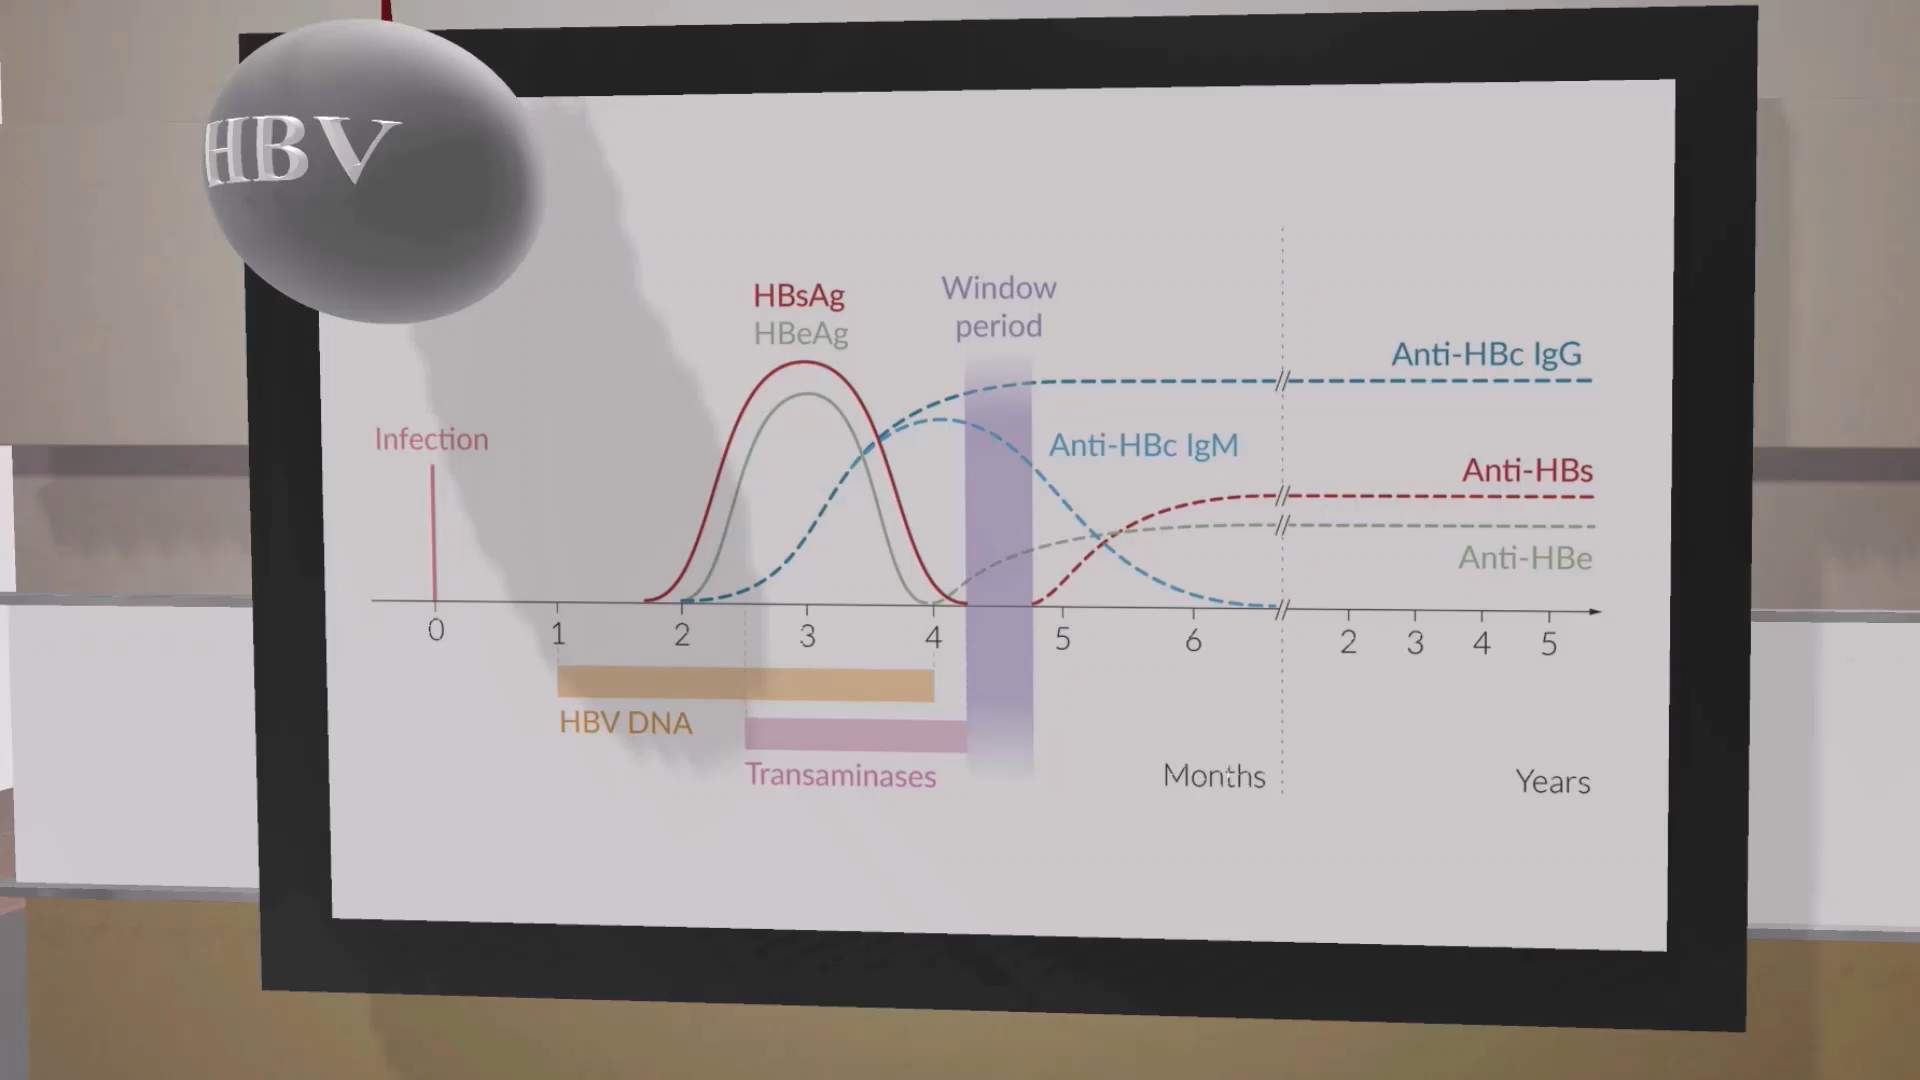 HBV
HBsAg
HBeAg
Window
period
Infection
Anti-HBc IgG
Anti-HBc IgM
Anti-HBs
Anti-HBe
0 1 2 3 4 5 6 2 3 4 5
HBV DNA
Transaminases
Months
Years